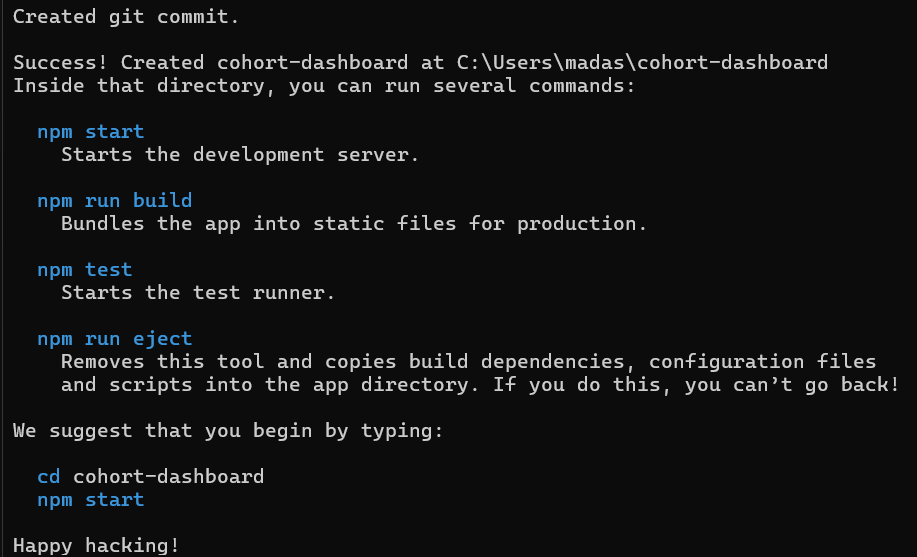 Created git commit.
Success! Created cohort-dashboard at C:\Users\madas\cohort-dashboard
Inside that directory, you can run several commands:
npm start
Starts the development server.
npm run build
Bundles the app into static files for production.
npm test
Starts the test runner.
npm run eject
Removes this tool and copies build dependencies, configuration files
and scripts into the app directory. If you do this, you can’t go back!
We suggest that you begin by typing:
cd cohort-dashboard
npm start
Happy hacking!